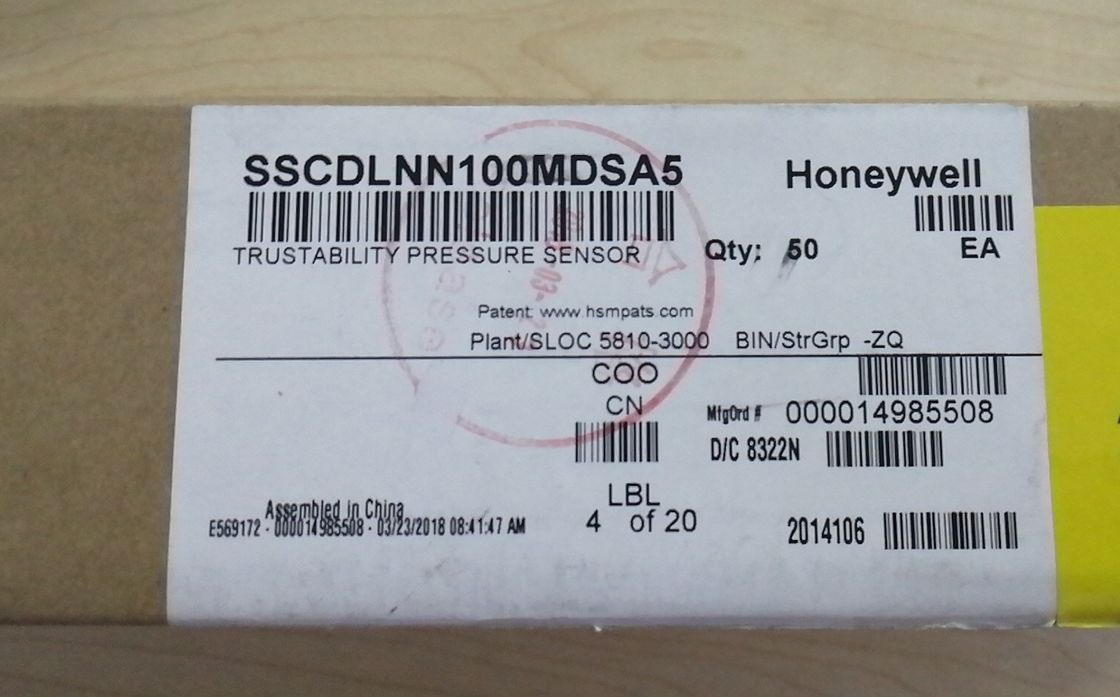 SSCDLNN100MDSA5
Honeywell
TRUSTABILITY PRESSURE SENSOR
Qty: 50
EA
Patent: www.hsmpats.com
Plant/SLOC 5810-3000 BIN/StrGrp -ZQ
COO
CN
MfgOrd # 000014985508
D/C 8322N
LBL
4 of 20
Assembled in China
E569172 - 000014985508 - 03/23/2018 08:41:47 AM
2014106